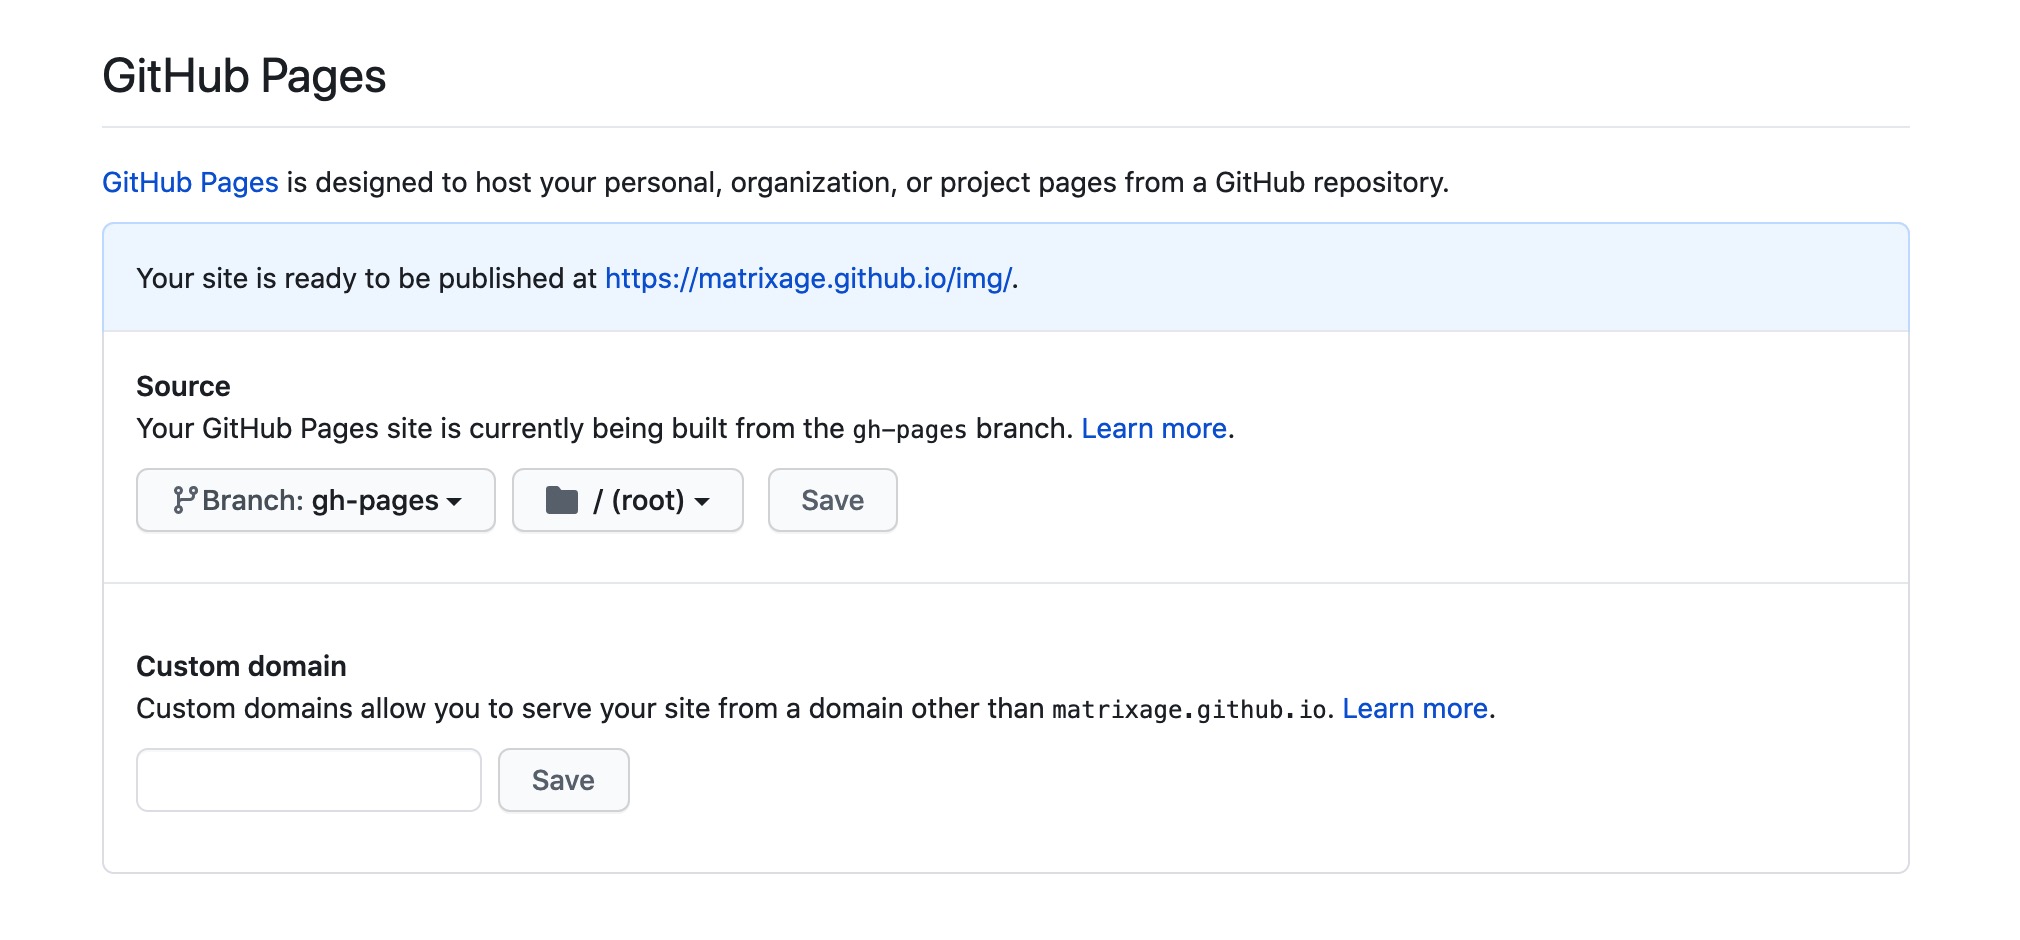 GitHub Pages
GitHub Pages is designed to host your personal, organization, or project pages from a GitHub repository.
Your site is ready to be published at https://matrixage.github.io/img/.
Source
Your GitHub Pages site is currently being built from the gh-pages branch. Learn more.
Branch: gh-pages / (root) Save
Custom domain
Custom domains allow you to serve your site from a domain other than matrixage.github.io. Learn more.
Save